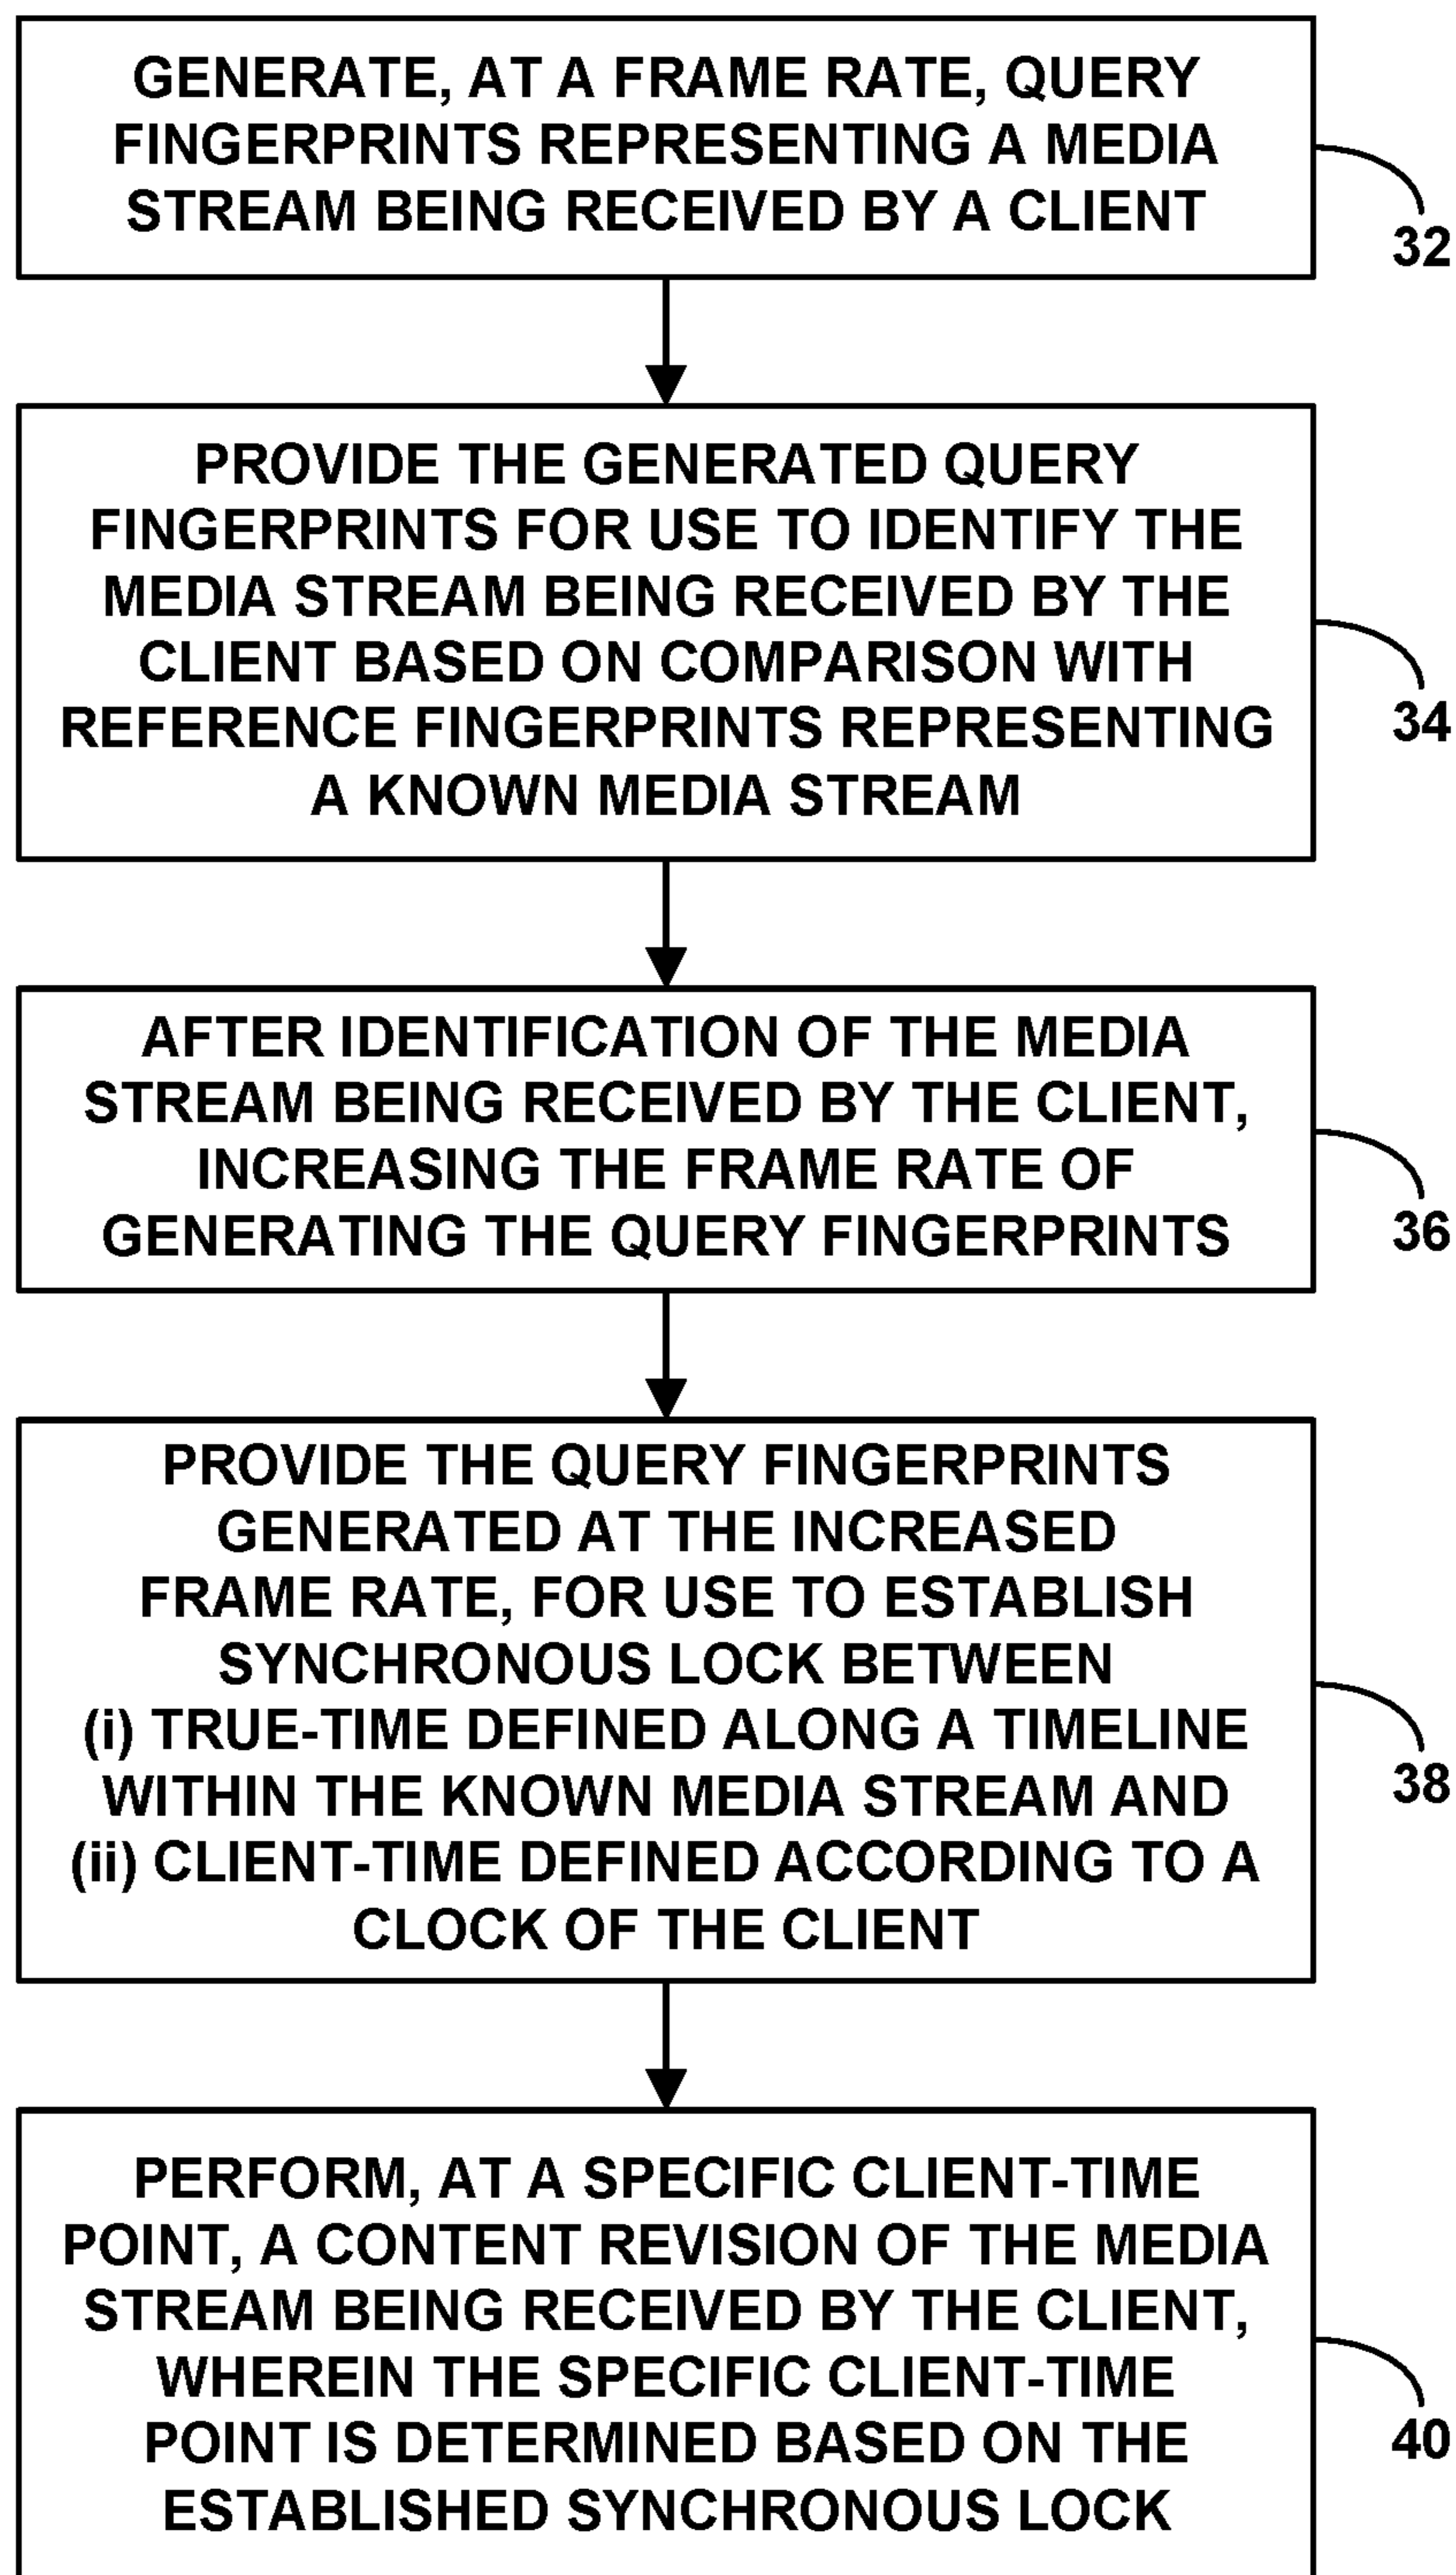 GENERATE, AT A FRAME RATE, QUERY
FINGERPRINTS REPRESENTING A MEDIA
STREAM BEING RECEIVED BY A CLIENT
32
PROVIDE THE GENERATED QUERY
FINGERPRINTS FOR USE TO IDENTIFY THE
MEDIA STREAM BEING RECEIVED BY THE
CLIENT BASED ON COMPARISON WITH
REFERENCE FINGERPRINTS REPRESENTING
A KNOWN MEDIA STREAM
34
AFTER IDENTIFICATION OF THE MEDIA
STREAM BEING RECEIVED BY THE CLIENT,
INCREASING THE FRAME RATE OF
GENERATING THE QUERY FINGERPRINTS
36
PROVIDE THE QUERY FINGERPRINTS
GENERATED AT THE INCREASED
FRAME RATE, FOR USE TO ESTABLISH
SYNCHRONOUS LOCK BETWEEN
(i) TRUE-TIME DEFINED ALONG A TIMELINE
WITHIN THE KNOWN MEDIA STREAM AND
(ii) CLIENT-TIME DEFINED ACCORDING TO A
CLOCK OF THE CLIENT
38
PERFORM, AT A SPECIFIC CLIENT-TIME
POINT, A CONTENT REVISION OF THE MEDIA
STREAM BEING RECEIVED BY THE CLIENT,
WHEREIN THE SPECIFIC CLIENT-TIME
POINT IS DETERMINED BASED ON THE
ESTABLISHED SYNCHRONOUS LOCK
40